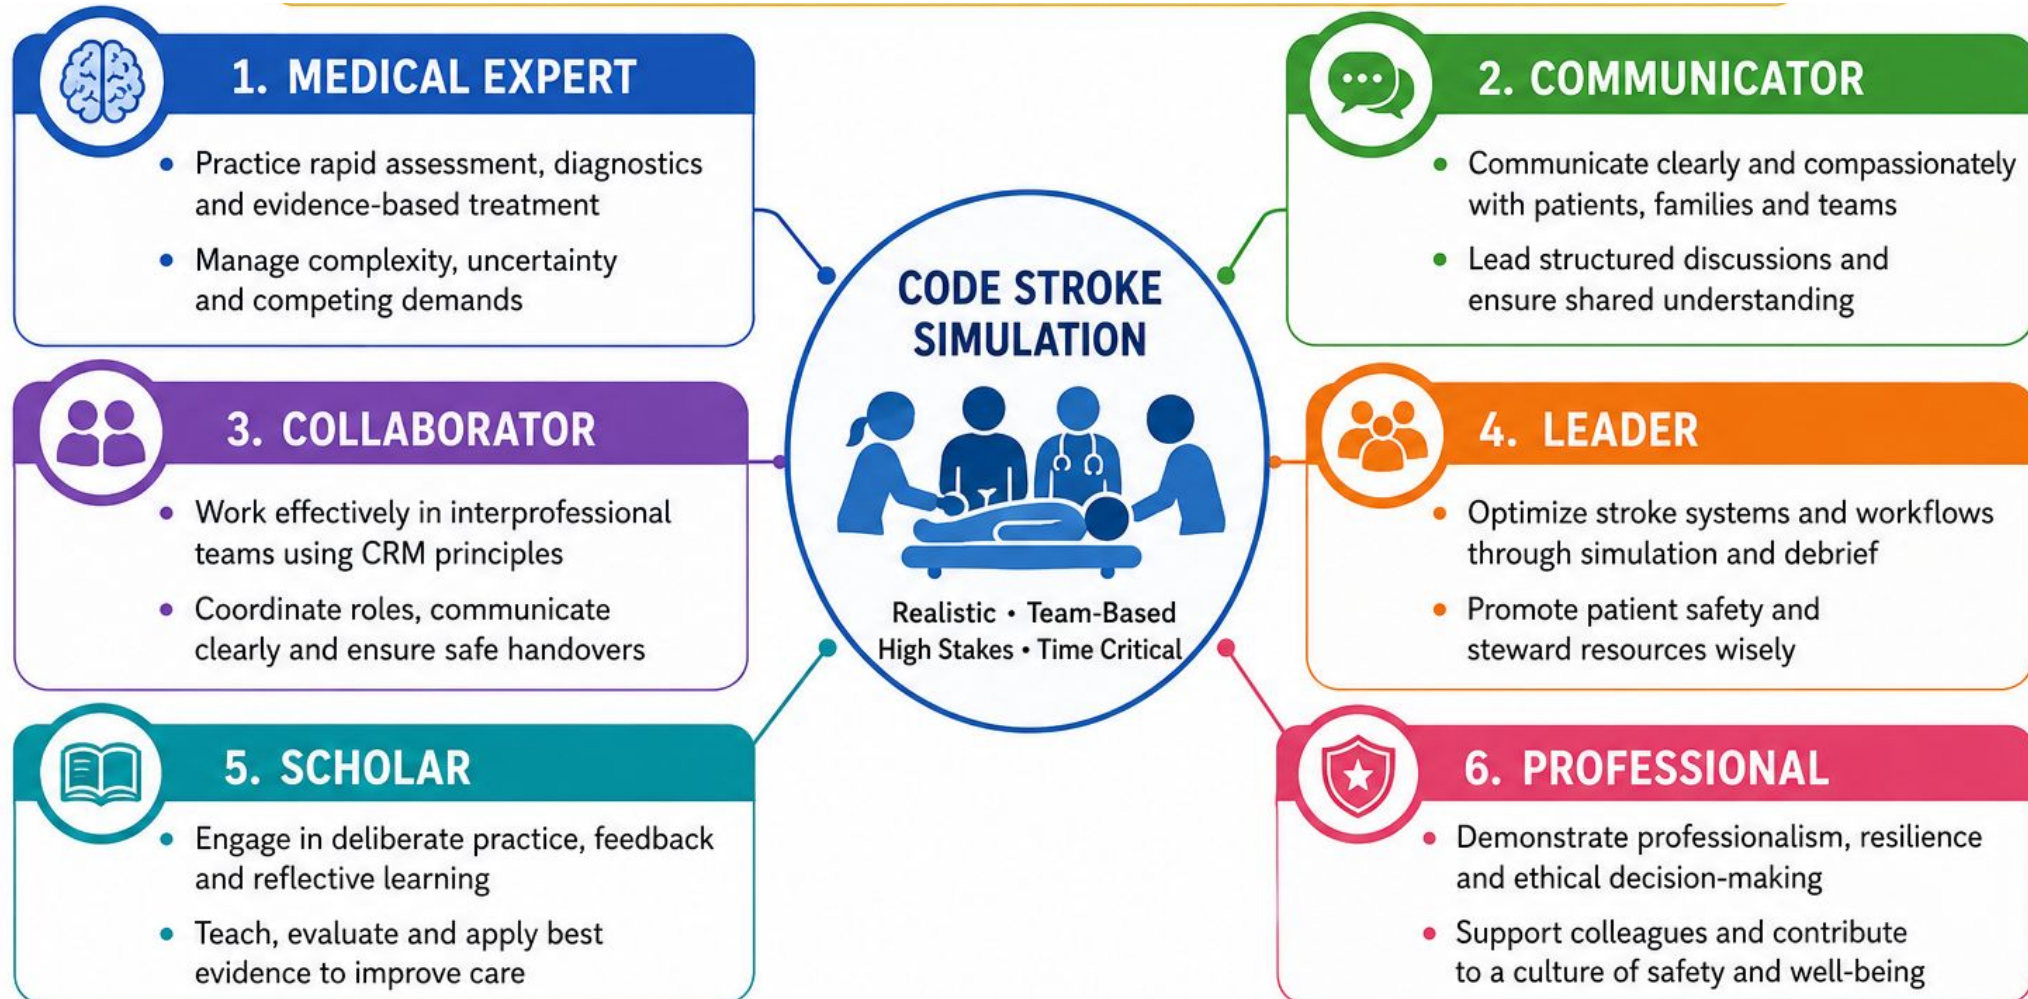 1. MEDICAL EXPERT
• Practice rapid assessment, diagnostics
and evidence-based treatment
• Manage complexity, uncertainty
and competing demands
2. COMMUNICATOR
• Communicate clearly and compassionately
with patients, families and teams
• Lead structured discussions and
ensure shared understanding
CODE STROKE
SIMULATION
Realistic • Team-Based
High Stakes • Time Critical
3. COLLABORATOR
• Work effectively in interprofessional
teams using CRM principles
• Coordinate roles, communicate
clearly and ensure safe handovers
4. LEADER
• Optimize stroke systems and workflows
through simulation and debrief
• Promote patient safety and
steward resources wisely
5. SCHOLAR
• Engage in deliberate practice, feedback
and reflective learning
• Teach, evaluate and apply best
evidence to improve care
6. PROFESSIONAL
• Demonstrate professionalism, resilience
and ethical decision-making
• Support colleagues and contribute
to a culture of safety and well-being